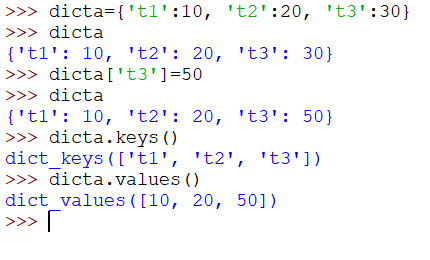 >>> dicta={'t1':10, 't2':20, 't3':30}
>>> dicta
{'t1': 10, 't2': 20, 't3': 30}
>>> dicta['t3']=50
>>> dicta
{'t1': 10, 't2': 20, 't3': 50}
>>> dicta.keys()
dict_keys(['t1', 't2', 't3'])
>>> dicta.values()
dict_values([10, 20, 50])
>>>